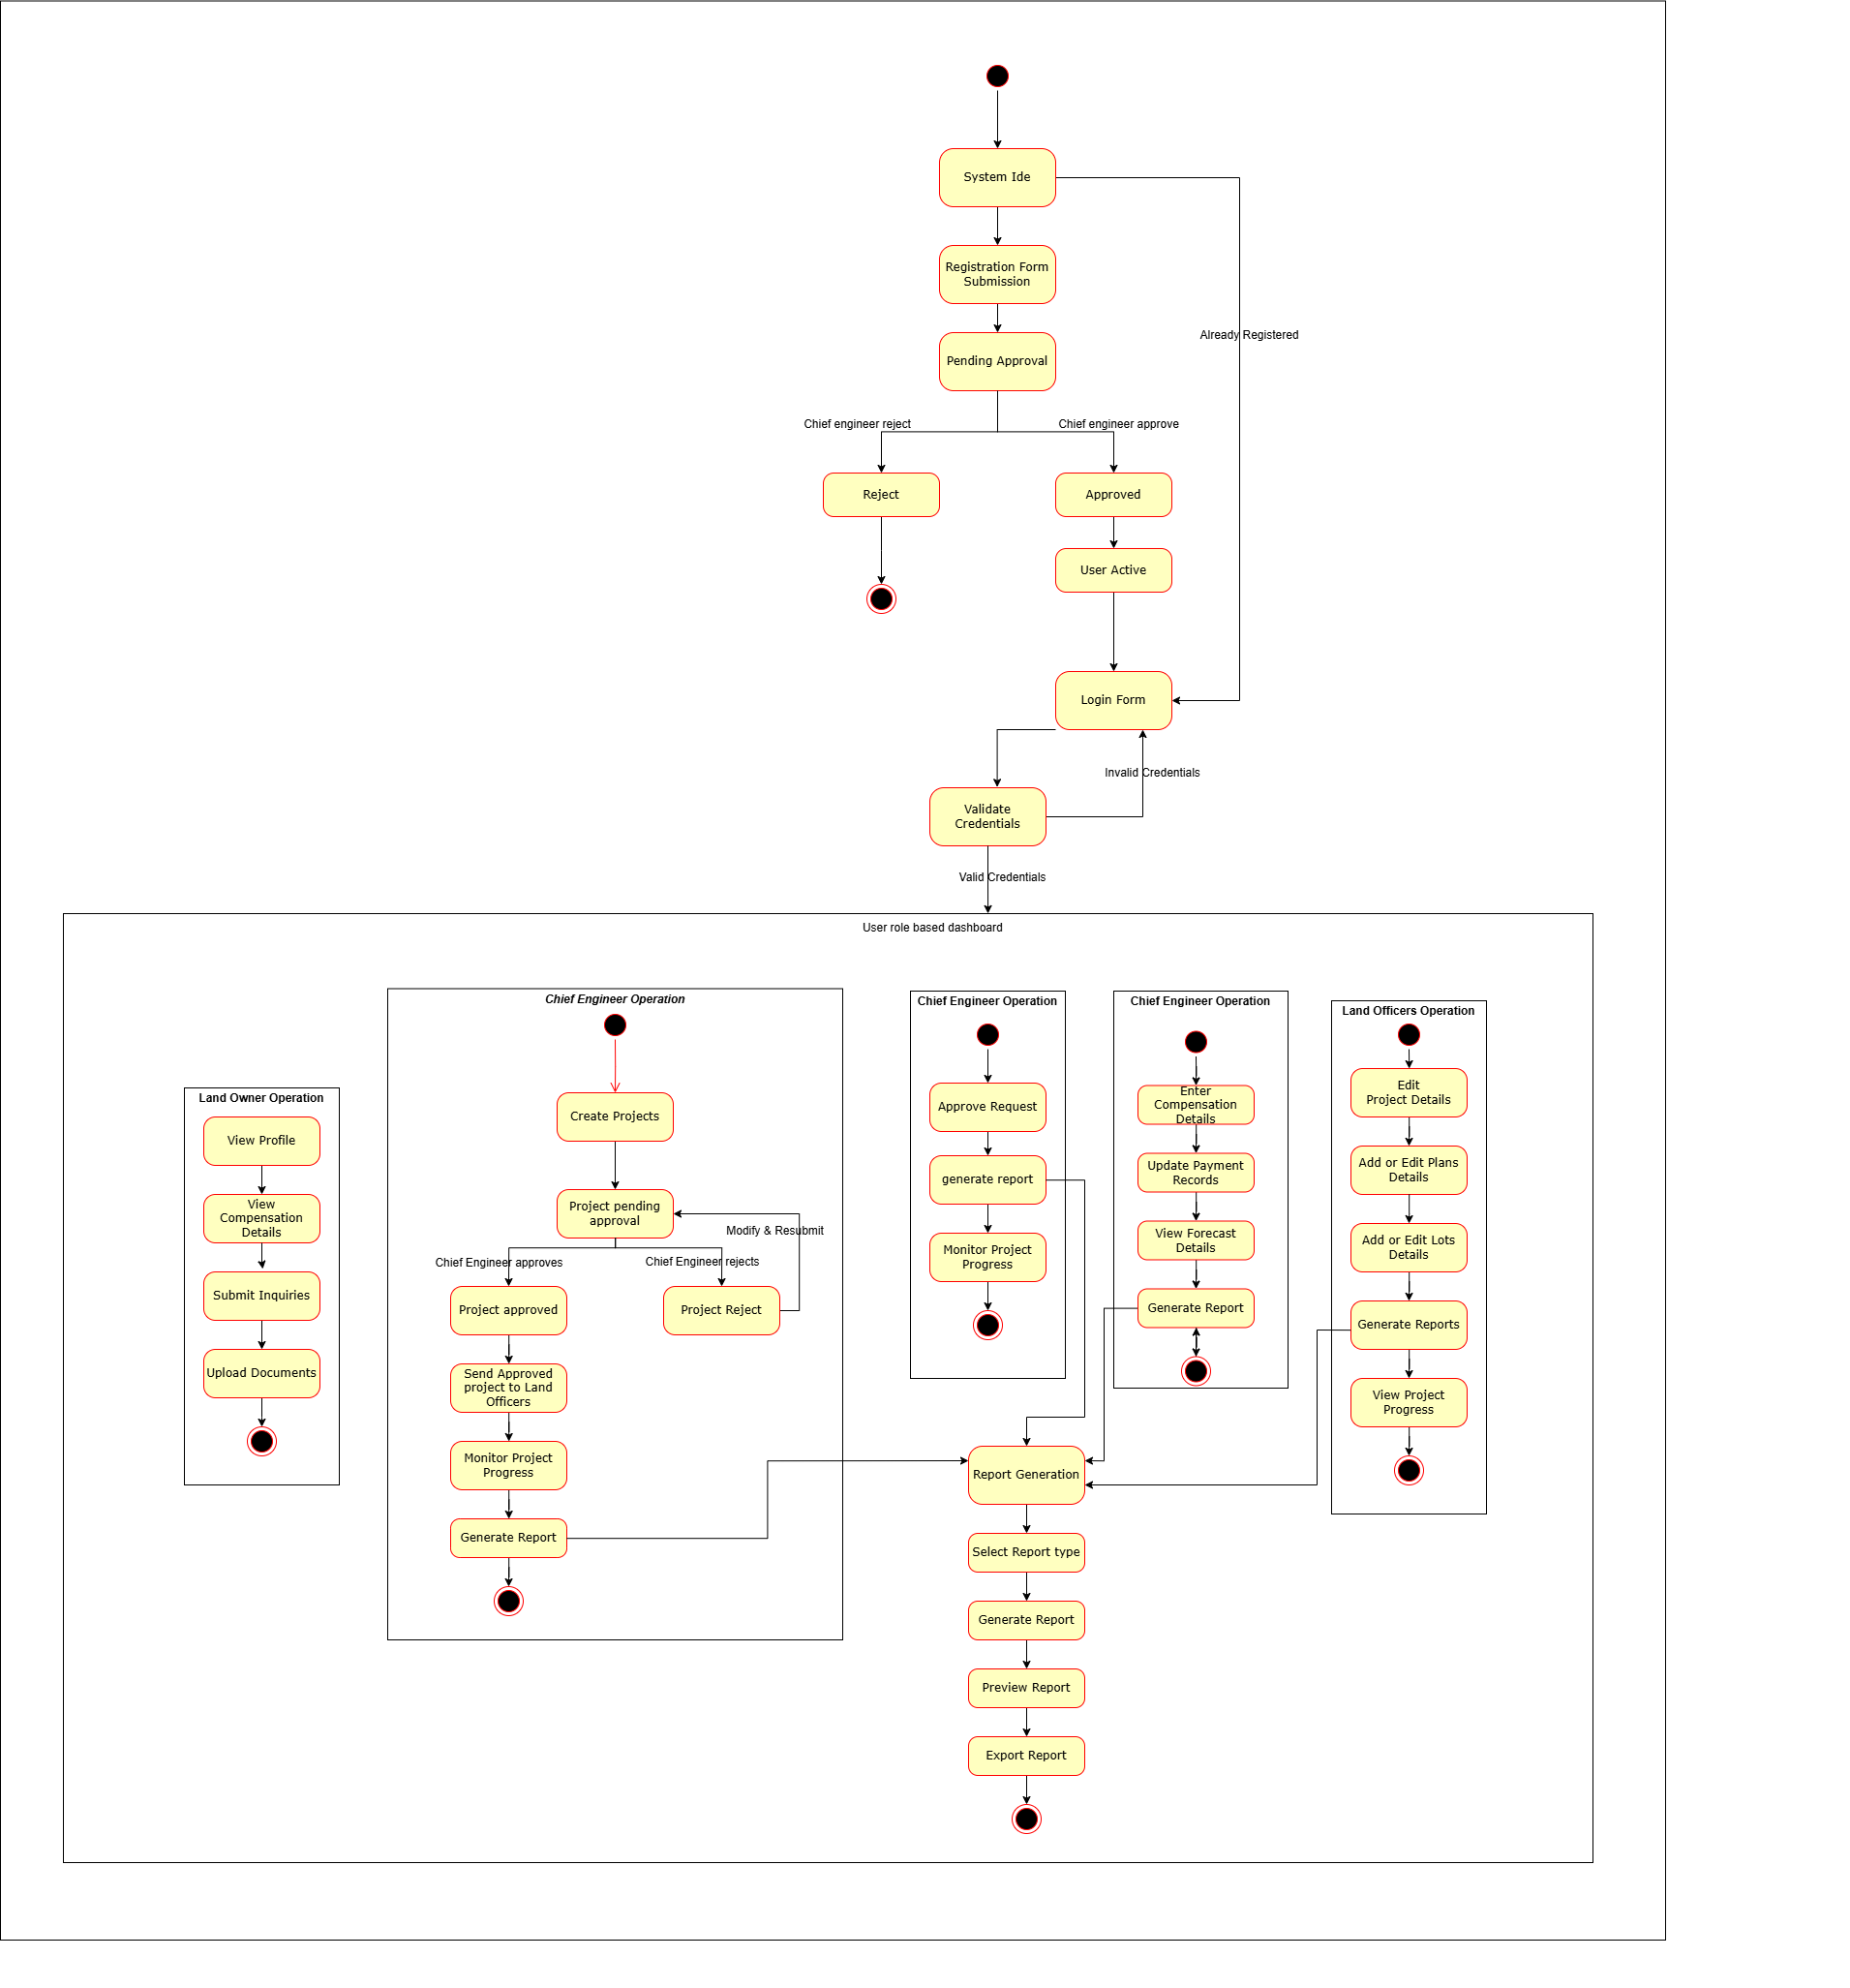 System Ide
Registration Form
Submission
Already Registered
Pending Approval
Chief engineer reject
Chief engineer approve
Reject
Approved
User Active
Login Form
Invalid Credentials
Validate
Credentials
Valid Credentials
User role based dashboard
Land Owner Operation
View Profile
View
Compensation
Details
Submit Inquiries
Upload Documents
Chief Engineer Operation
Create Projects
Project pending
approval
Modify & Resubmit
Chief Engineer approves
Chief Engineer rejects
Project approved
Project Reject
Send Approved
project to Land
Officers
Monitor Project
Progress
Generate Report
Chief Engineer Operation
Approve Request
generate report
Monitor Project
Progress
Chief Engineer Operation
Enter
Compensation
Details
Update Payment
Records
View Forecast
Details
Generate Report
Land Officers Operation
Edit
Project Details
Add or Edit Plans
Details
Add or Edit Lots
Details
Generate Reports
View Project
Progress
Report Generation
Select Report type
Generate Report
Preview Report
Export Report